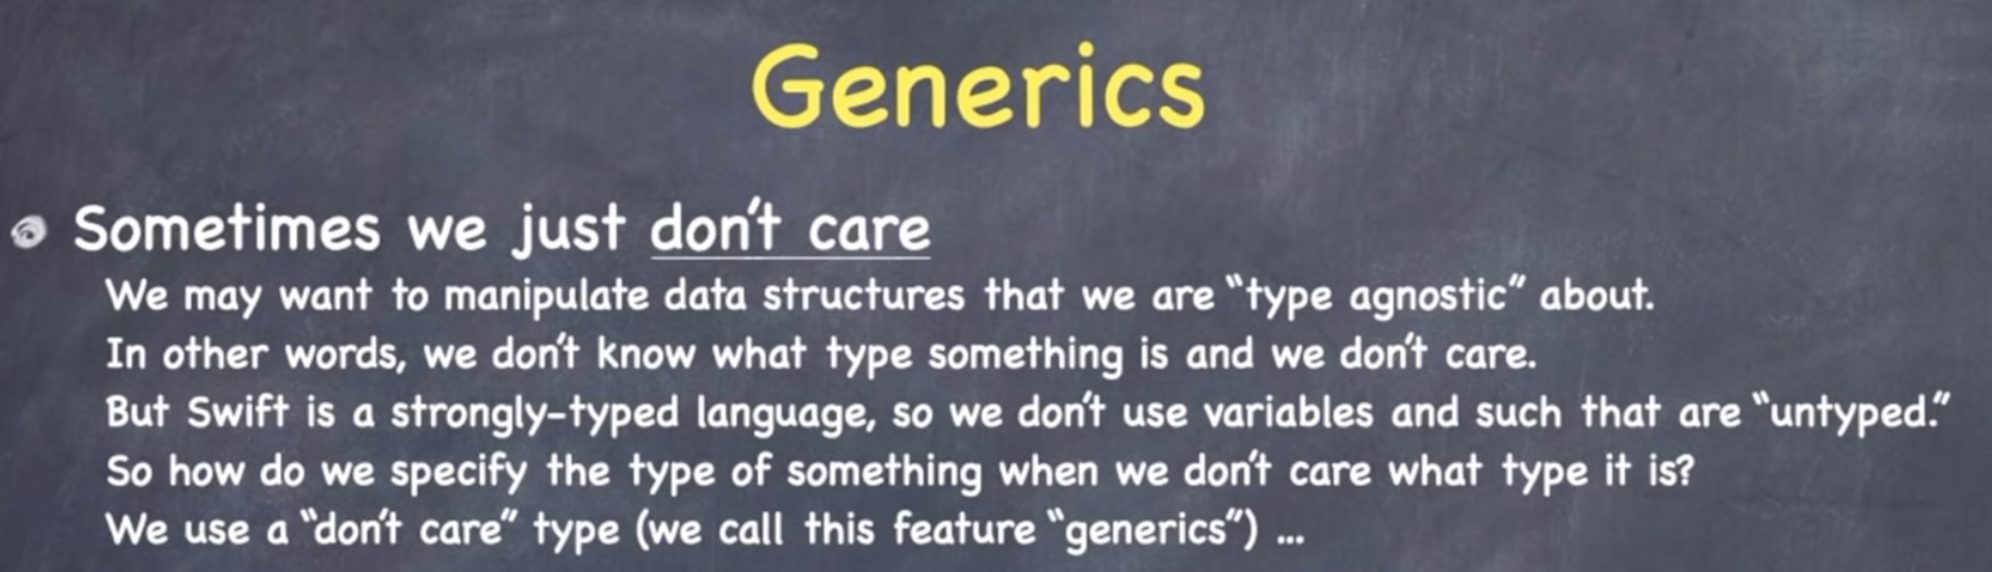 Generics
Sometimes we just don't care
We may want to manipulate data structures that we are “type agnostic” about.
In other words, we don't know what type something is and we don't care.
But Swift is a strongly-typed language, so we don't use variables and such that are “untyped.”
So how do we specify the type of something when we don't care what type it is?
We use a “don't care” type (we call this feature “generics”) ...